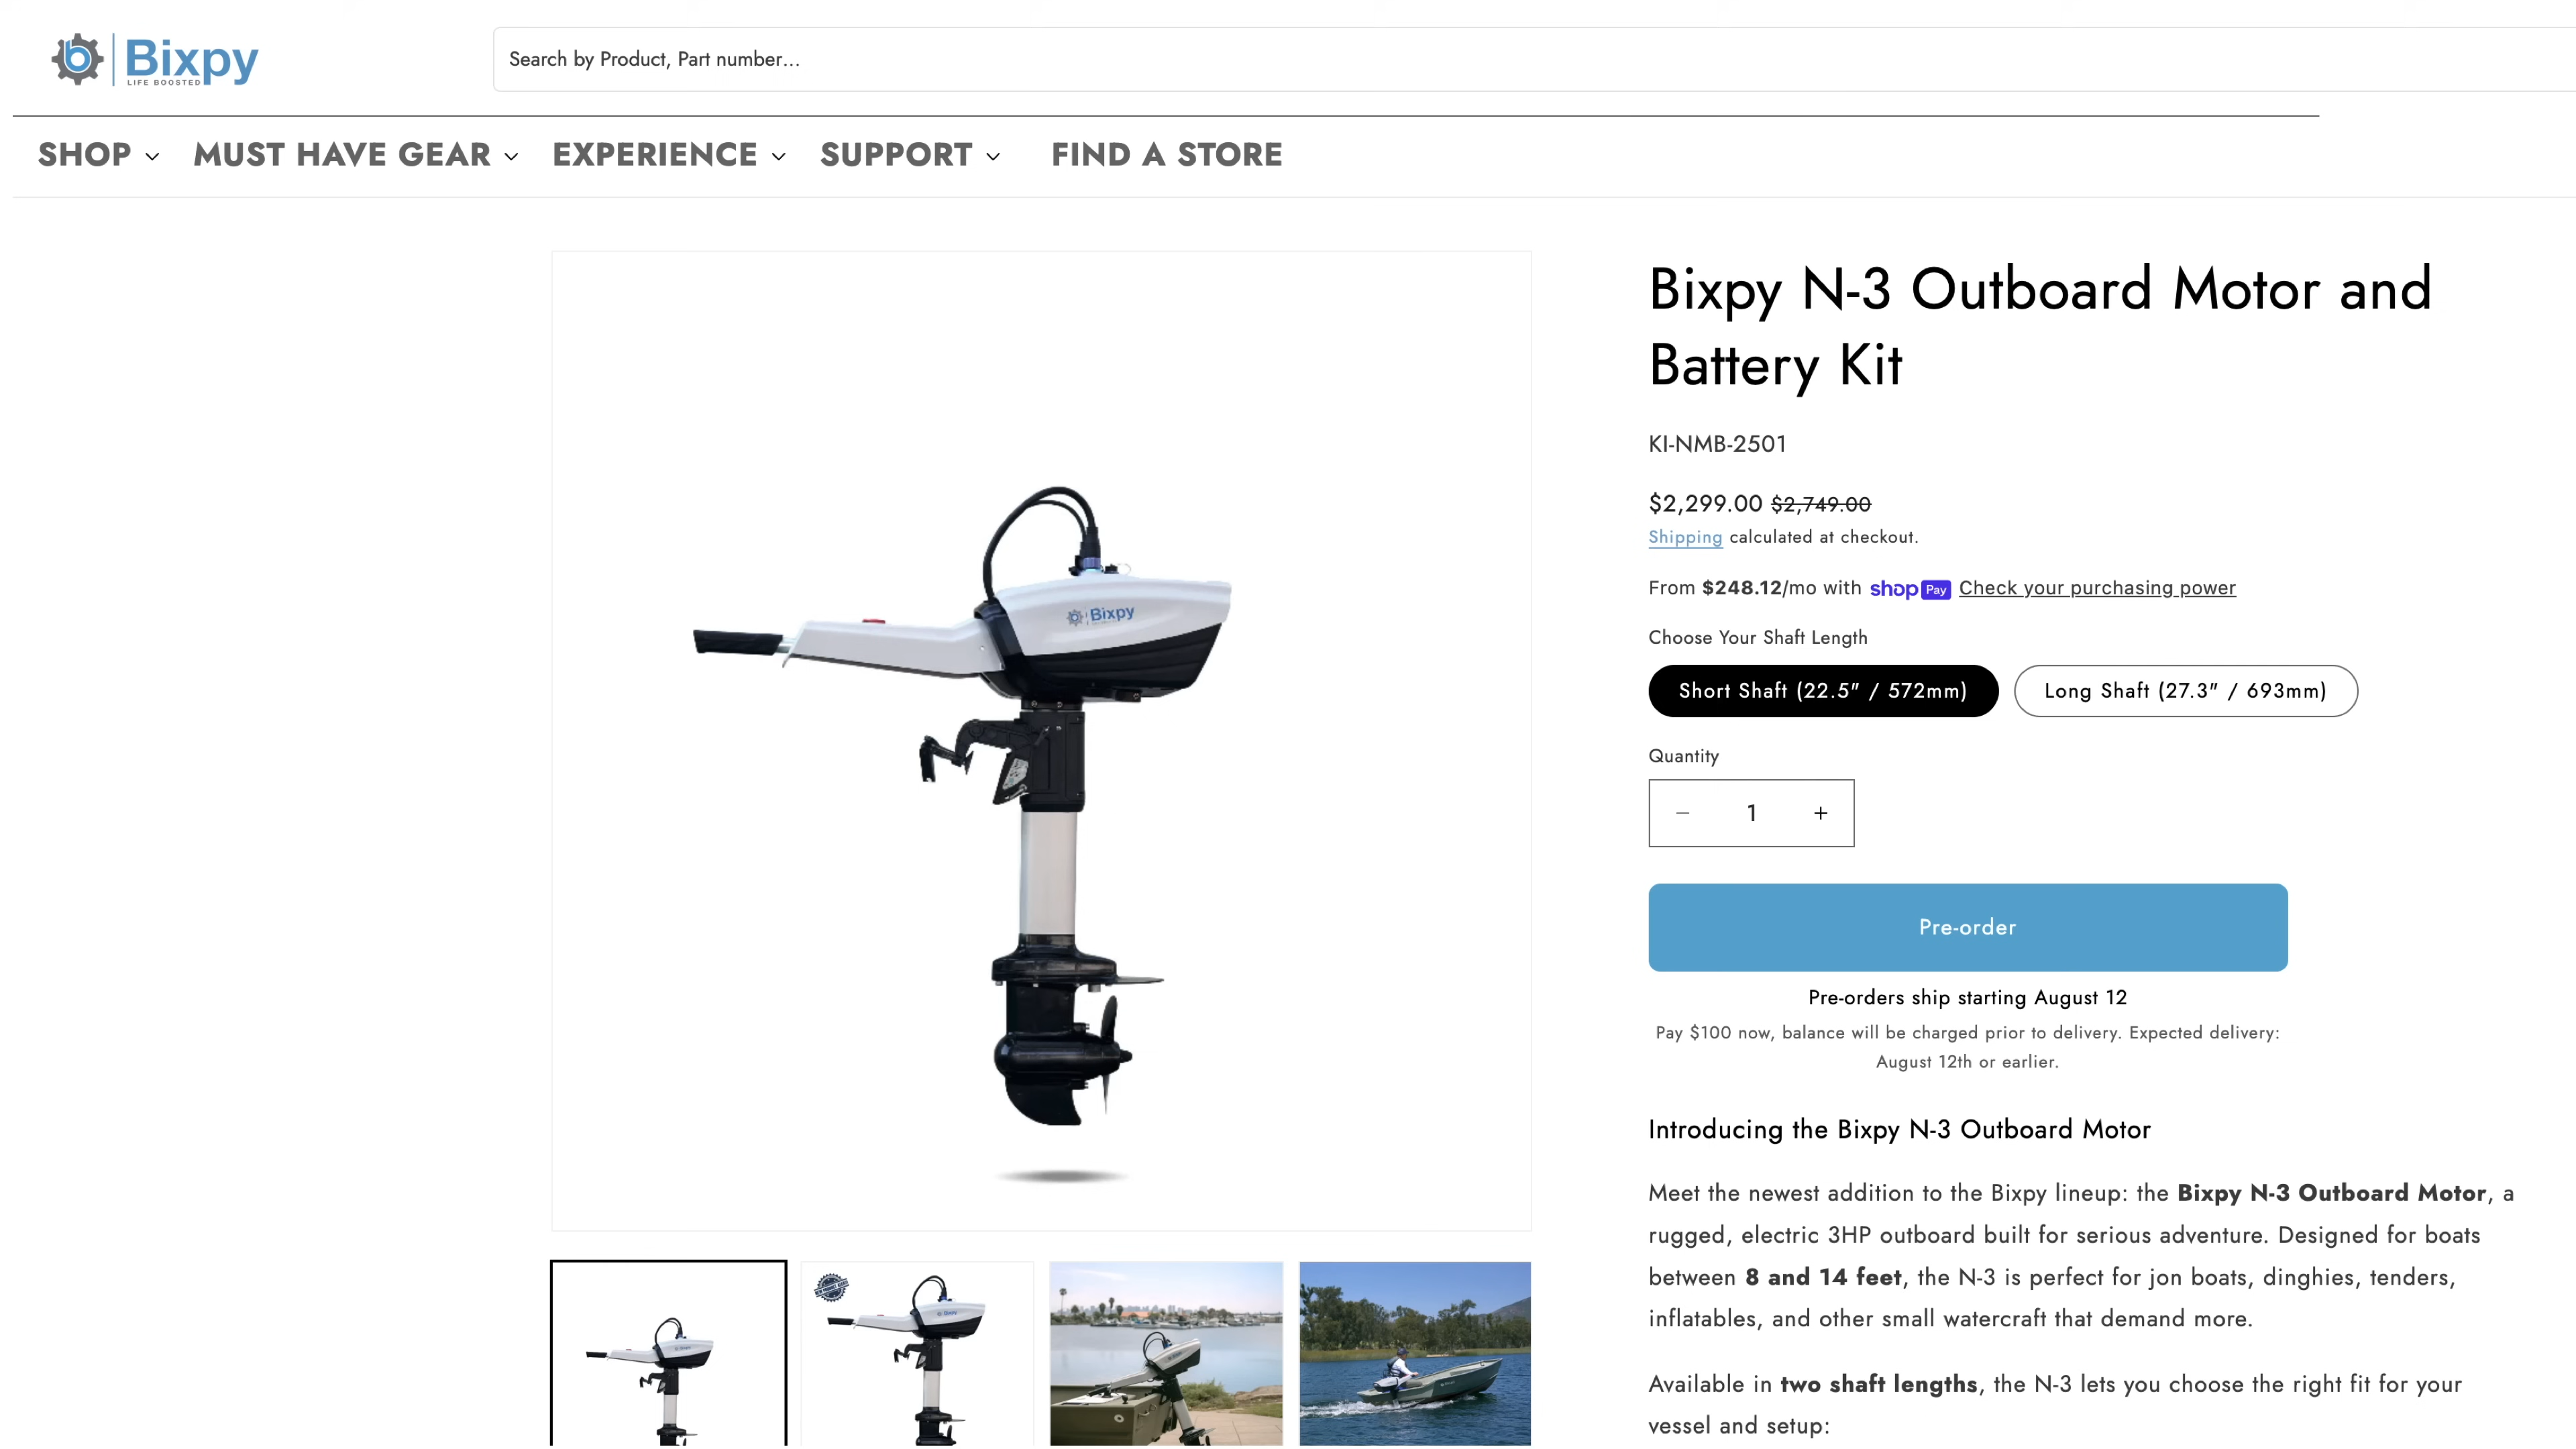 Bixpy
LIFE BOOSTED
Search by Product, Part number...
SHOP MUST HAVE GEAR EXPERIENCE SUPPORT FIND A STORE
Bixpy N-3 Outboard Motor and
Battery Kit
KI-NMB-2501
$2,299.00 $2,749.00
Shipping calculated at checkout.
From $248.12/mo with shop Pay Check your purchasing power
Choose Your Shaft Length
Short Shaft (22.5" / 572mm) Long Shaft (27.3" / 693mm)
Quantity
− 1 +
Pre-order
Pre-orders ship starting August 12
Pay $100 now, balance will be charged prior to delivery. Expected delivery:
August 12th or earlier.
Introducing the Bixpy N-3 Outboard Motor
Meet the newest addition to the Bixpy lineup: the Bixpy N-3 Outboard Motor, a
rugged, electric 3HP outboard built for serious adventure. Designed for boats
between 8 and 14 feet, the N-3 is perfect for jon boats, dinghies, tenders,
inflatables, and other small watercraft that demand more.
Available in two shaft lengths, the N-3 lets you choose the right fit for your
vessel and setup:
Bixpy